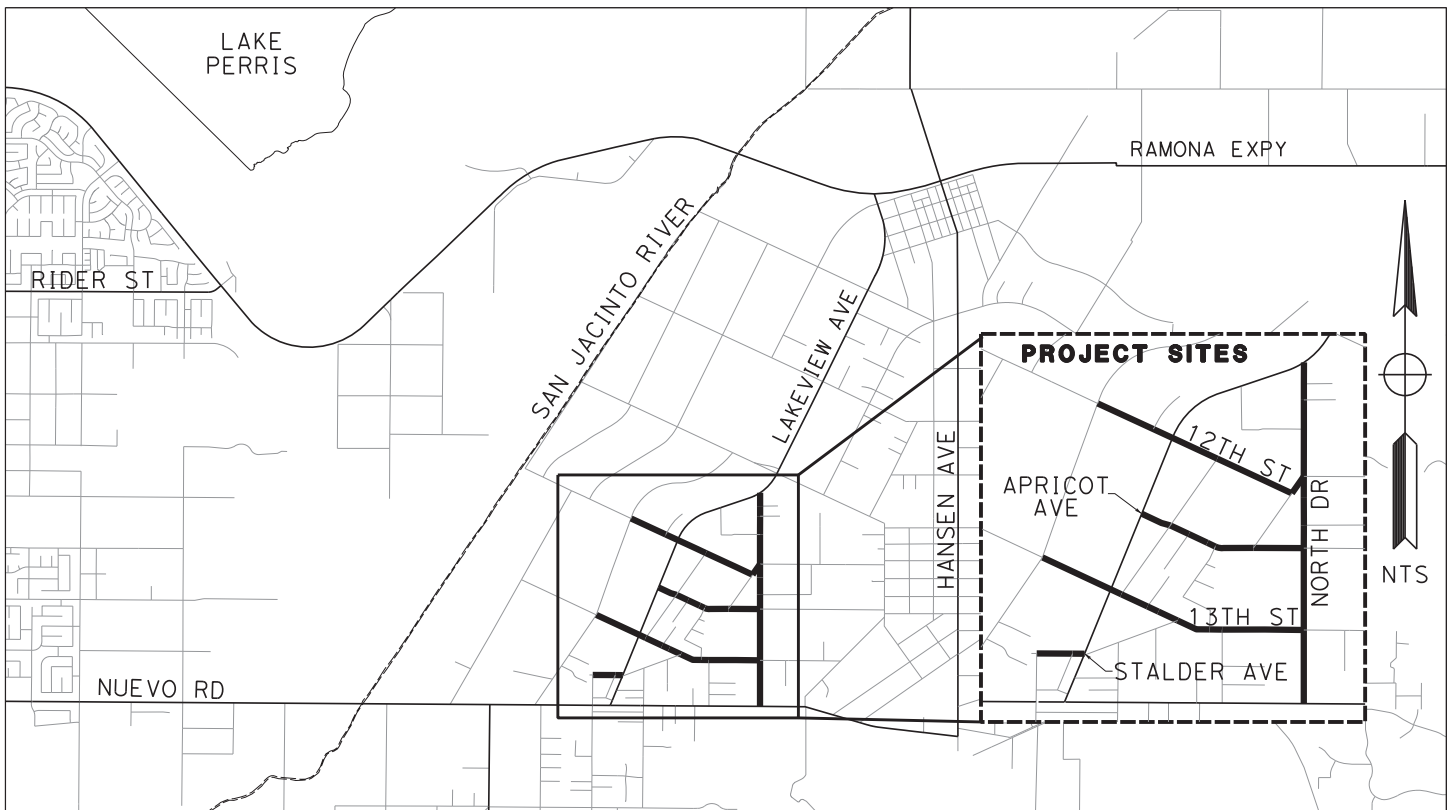 LAKE
PERRIS
RAMONA EXPY
RIDER ST
SAN JACINTO RIVER
LAKEVIEW AVE
PROJECT SITES
12TH ST
HANSEN AVE
APRICOT
AVE
NORTH DR
NTS
13TH ST
STALDER AVE
NUEVO RD